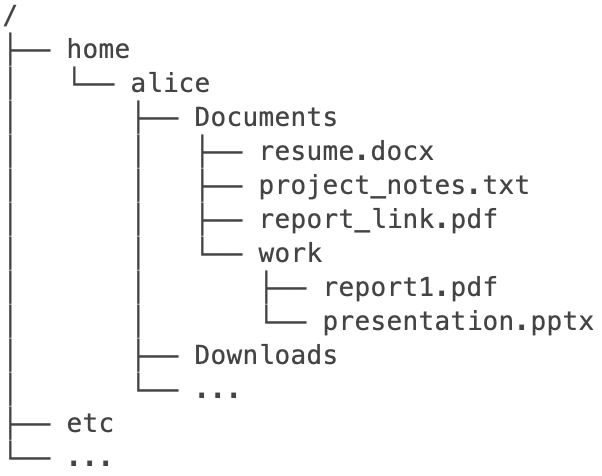 /
├── home
│   └── alice
│       ├── Documents
│       │   ├── resume.docx
│       │   ├── project_notes.txt
│       │   ├── report_link.pdf
│       │   └── work
│       │       ├── report1.pdf
│       │       └── presentation.pptx
│       ├── Downloads
│       └── ...
├── etc
└── ...